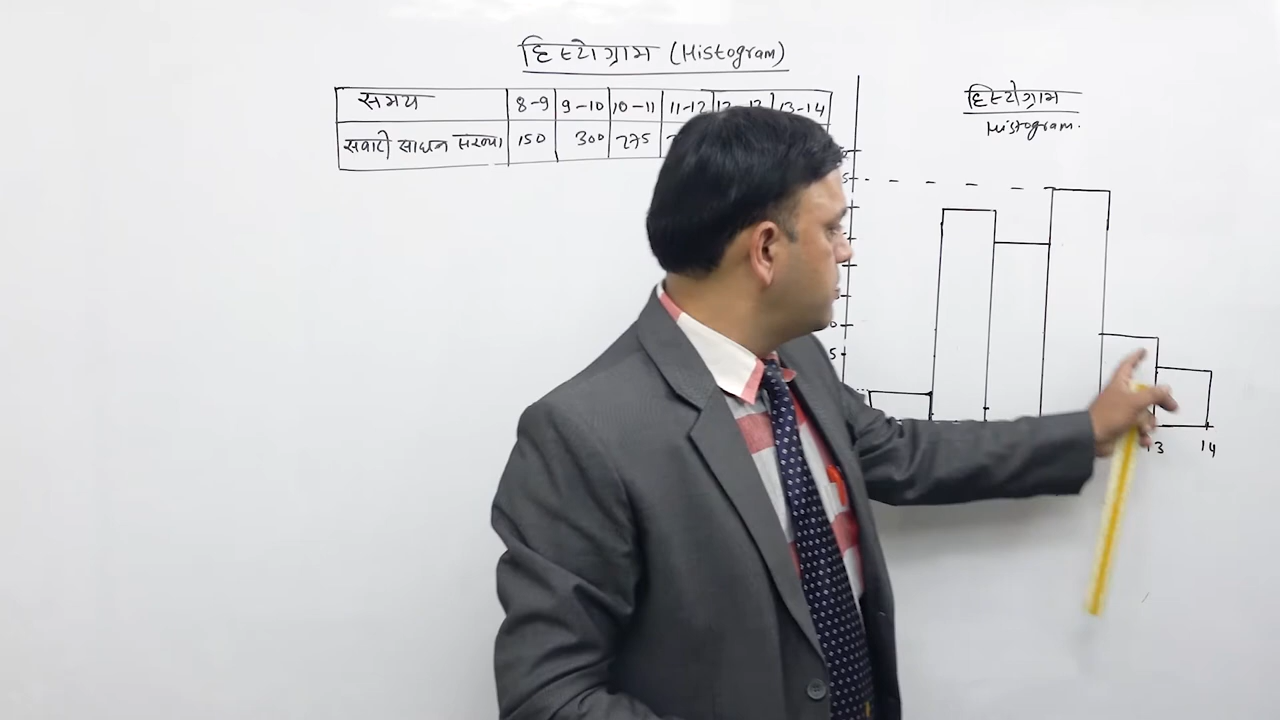 हिस्टोग्राम (Histogram)
समय 8-9 9-10 10-11 11-12 13-14
सवारी साधन संख्या 150 300 275
हिस्टोग्राम
Histogram.
5
13 14